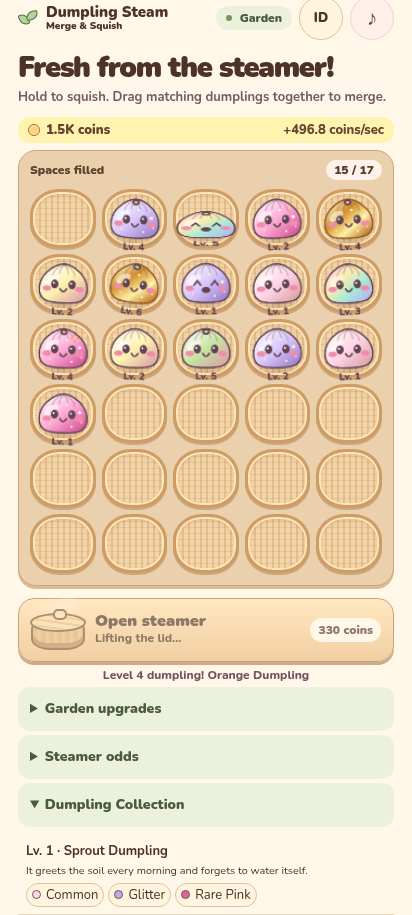 Dumpling Steam
Merge & Squish
Garden
ID
♪
Fresh from the steamer!
Hold to squish. Drag matching dumplings together to merge.
1.5K coins
+496.8 coins/sec
Spaces filled
15 / 17
Lv. 4
Lv. 5
Lv. 2
Lv. 4
Lv. 2
Lv. 6
Lv. 1
Lv. 1
Lv. 3
Lv. 4
Lv. 2
Lv. 5
Lv. 2
Lv. 1
Lv. 1
Open steamer
Lifting the lid...
330 coins
Level 4 dumpling! Orange Dumpling
Garden upgrades
Steamer odds
Dumpling Collection
Lv. 1 · Sprout Dumpling
It greets the soil every morning and forgets to water itself.
Common
Glitter
Rare Pink